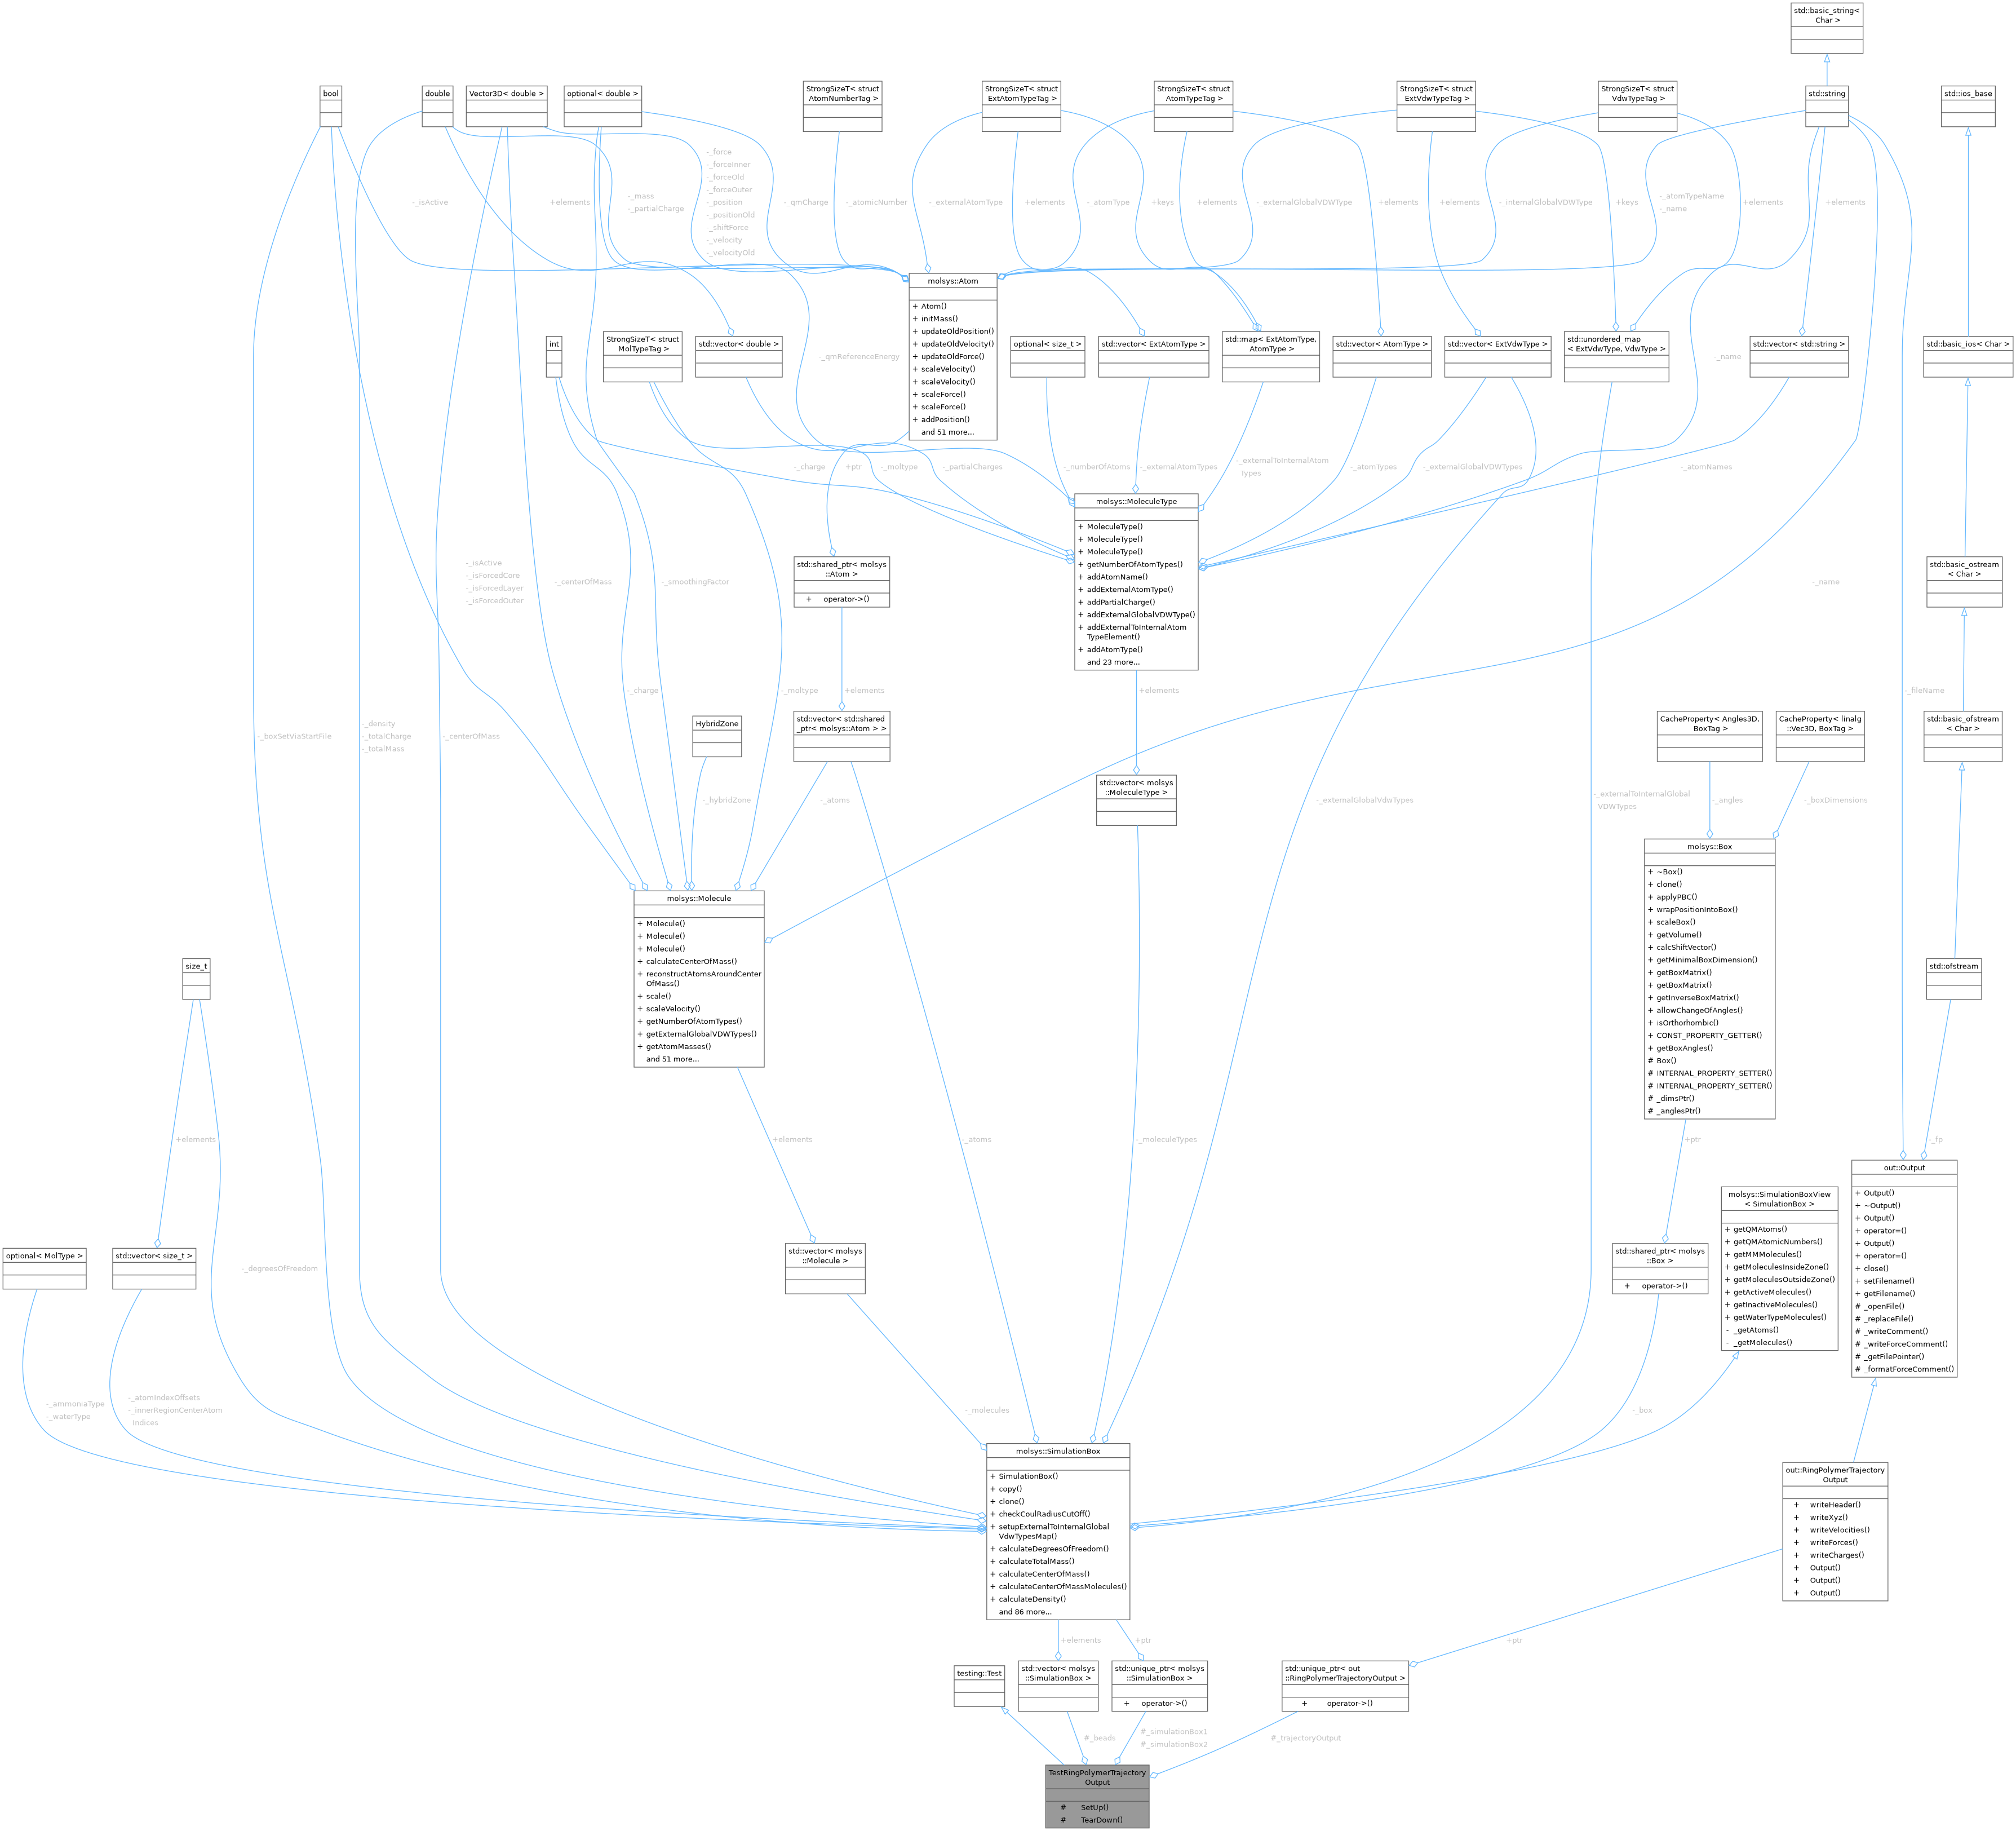 std::basic_string<
Char >
bool
double
Vector3D< double >
optional< double >
StrongSizeT< struct
AtomNumberTag >
StrongSizeT< struct
ExtAtomTypeTag >
StrongSizeT< struct
AtomTypeTag >
StrongSizeT< struct
ExtVdwTypeTag >
StrongSizeT< struct
VdwTypeTag >
std::string
std::ios_base
-_isActive
+elements
-_mass
-_partialCharge
-_force
-_forceInner
-_forceOld
-_forceOuter
-_position
-_positionOld
-_shiftForce
-_velocity
-_velocityOld
-_qmCharge
-_atomicNumber
-_externalAtomType
+elements
-_atomType
+keys
+elements
-_externalGlobalVDWType
+elements
+elements
-_internalGlobalVDWType
+keys
-_atomTypeName
-_name
+elements
+elements
molsys::Atom
+ Atom()
+ initMass()
+ updateOldPosition()
+ updateOldVelocity()
+ updateOldForce()
+ scaleVelocity()
+ scaleVelocity()
+ scaleForce()
+ scaleForce()
+ addPosition()
and 51 more...
int
StrongSizeT< struct
MolTypeTag >
std::vector< double >
-_qmReferenceEnergy
optional< size_t >
std::vector< ExtAtomType >
std::map< ExtAtomType,
AtomType >
std::vector< AtomType >
std::vector< ExtVdwType >
std::unordered_map
< ExtVdwType, VdwType >
-_name
std::vector< std::string >
std::basic_ios< Char >
-_charge
+ptr
-_moltype
-_partialCharges
-_numberOfAtoms
-_externalAtomTypes
-_externalToInternalAtom
Types
-_atomTypes
-_externalGlobalVDWTypes
-_atomNames
molsys::MoleculeType
+ MoleculeType()
+ MoleculeType()
+ MoleculeType()
+ getNumberOfAtomTypes()
+ addAtomName()
+ addExternalAtomType()
+ addPartialCharge()
+ addExternalGlobalVDWType()
+ addExternalToInternalAtom
TypeElement()
+ addAtomType()
and 23 more...
std::shared_ptr< molsys
::Atom >
+ operator->()
std::basic_ostream
< Char >
-_isActive
-_isForcedCore
-_isForcedLayer
-_isForcedOuter
-_centerOfMass
-_smoothingFactor
-_name
-_charge
-_moltype
+elements
+elements
-_fileName
HybridZone
std::vector< std::shared
_ptr< molsys::Atom > >
CacheProperty< Angles3D,
BoxTag >
CacheProperty< linalg
::Vec3D, BoxTag >
std::basic_ofstream
< Char >
-_boxSetViaStartFile
-_density
-_totalCharge
-_totalMass
-_centerOfMass
std::vector< molsys
::MoleculeType >
-_hybridZone
-_atoms
-_externalGlobalVdwTypes
-_externalToInternalGlobal
VDWTypes
-_angles
-_boxDimensions
molsys::Box
+ ~Box()
+ clone()
+ applyPBC()
+ wrapPositionIntoBox()
+ scaleBox()
+ getVolume()
+ calcShiftVector()
+ getMinimalBoxDimension()
+ getBoxMatrix()
+ getBoxMatrix()
+ getInverseBoxMatrix()
+ allowChangeOfAngles()
+ isOrthorhombic()
+ CONST_PROPERTY_GETTER()
+ getBoxAngles()
# Box()
# INTERNAL_PROPERTY_SETTER()
# INTERNAL_PROPERTY_SETTER()
# _dimsPtr()
# _anglesPtr()
molsys::Molecule
+ Molecule()
+ Molecule()
+ Molecule()
+ calculateCenterOfMass()
+ reconstructAtomsAroundCenter
OfMass()
+ scale()
+ scaleVelocity()
+ getNumberOfAtomTypes()
+ getExternalGlobalVDWTypes()
+ getAtomMasses()
and 51 more...
size_t
std::ofstream
+elements
+elements
-_atoms
-_moleculeTypes
+ptr
-_fp
out::Output
+ Output()
+ ~Output()
+ Output()
+ operator=()
+ Output()
+ operator=()
+ close()
+ setFilename()
+ getFilename()
# _openFile()
# _replaceFile()
# _writeComment()
# _writeForceComment()
# _getFilePointer()
# _formatForceComment()
molsys::SimulationBoxView
< SimulationBox >
+ getQMAtoms()
+ getQMAtomicNumbers()
+ getMMMolecules()
+ getMoleculesInsideZone()
+ getMoleculesOutsideZone()
+ getActiveMolecules()
+ getInactiveMolecules()
+ getWaterTypeMolecules()
- _getAtoms()
- _getMolecules()
optional< MolType >
std::vector< size_t >
-_degreesOfFreedom
std::vector< molsys
::Molecule >
std::shared_ptr< molsys
::Box >
+ operator->()
-_ammoniaType
-_waterType
-_atomIndexOffsets
-_innerRegionCenterAtom
Indices
-_molecules
-_box
molsys::SimulationBox
+ SimulationBox()
+ copy()
+ clone()
+ checkCoulRadiusCutOff()
+ setupExternalToInternalGlobal
VdwTypesMap()
+ calculateDegreesOfFreedom()
+ calculateTotalMass()
+ calculateCenterOfMass()
+ calculateCenterOfMassMolecules()
+ calculateDensity()
and 86 more...
out::RingPolymerTrajectory
Output
+ writeHeader()
+ writeXyz()
+ writeVelocities()
+ writeForces()
+ writeCharges()
+ Output()
+ Output()
+ Output()
+elements
+ptr
+ptr
testing::Test
std::vector< molsys
::SimulationBox >
std::unique_ptr< molsys
::SimulationBox >
+ operator->()
std::unique_ptr< out
::RingPolymerTrajectoryOutput >
+ operator->()
#_beads
#_simulationBox1
#_simulationBox2
#_trajectoryOutput
TestRingPolymerTrajectory
Output
# SetUp()
# TearDown()